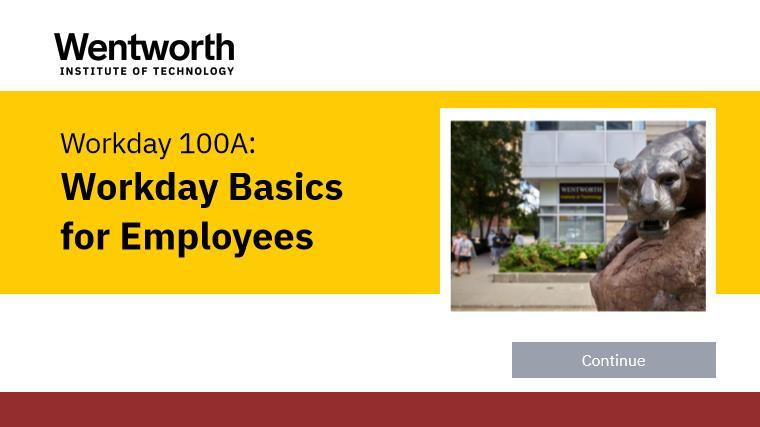 Wentworth
INSTITUTE OF TECHNOLOGY
Workday 100A:
Workday Basics
for Employees
WENTWORTH
Institute of Technology
Continue